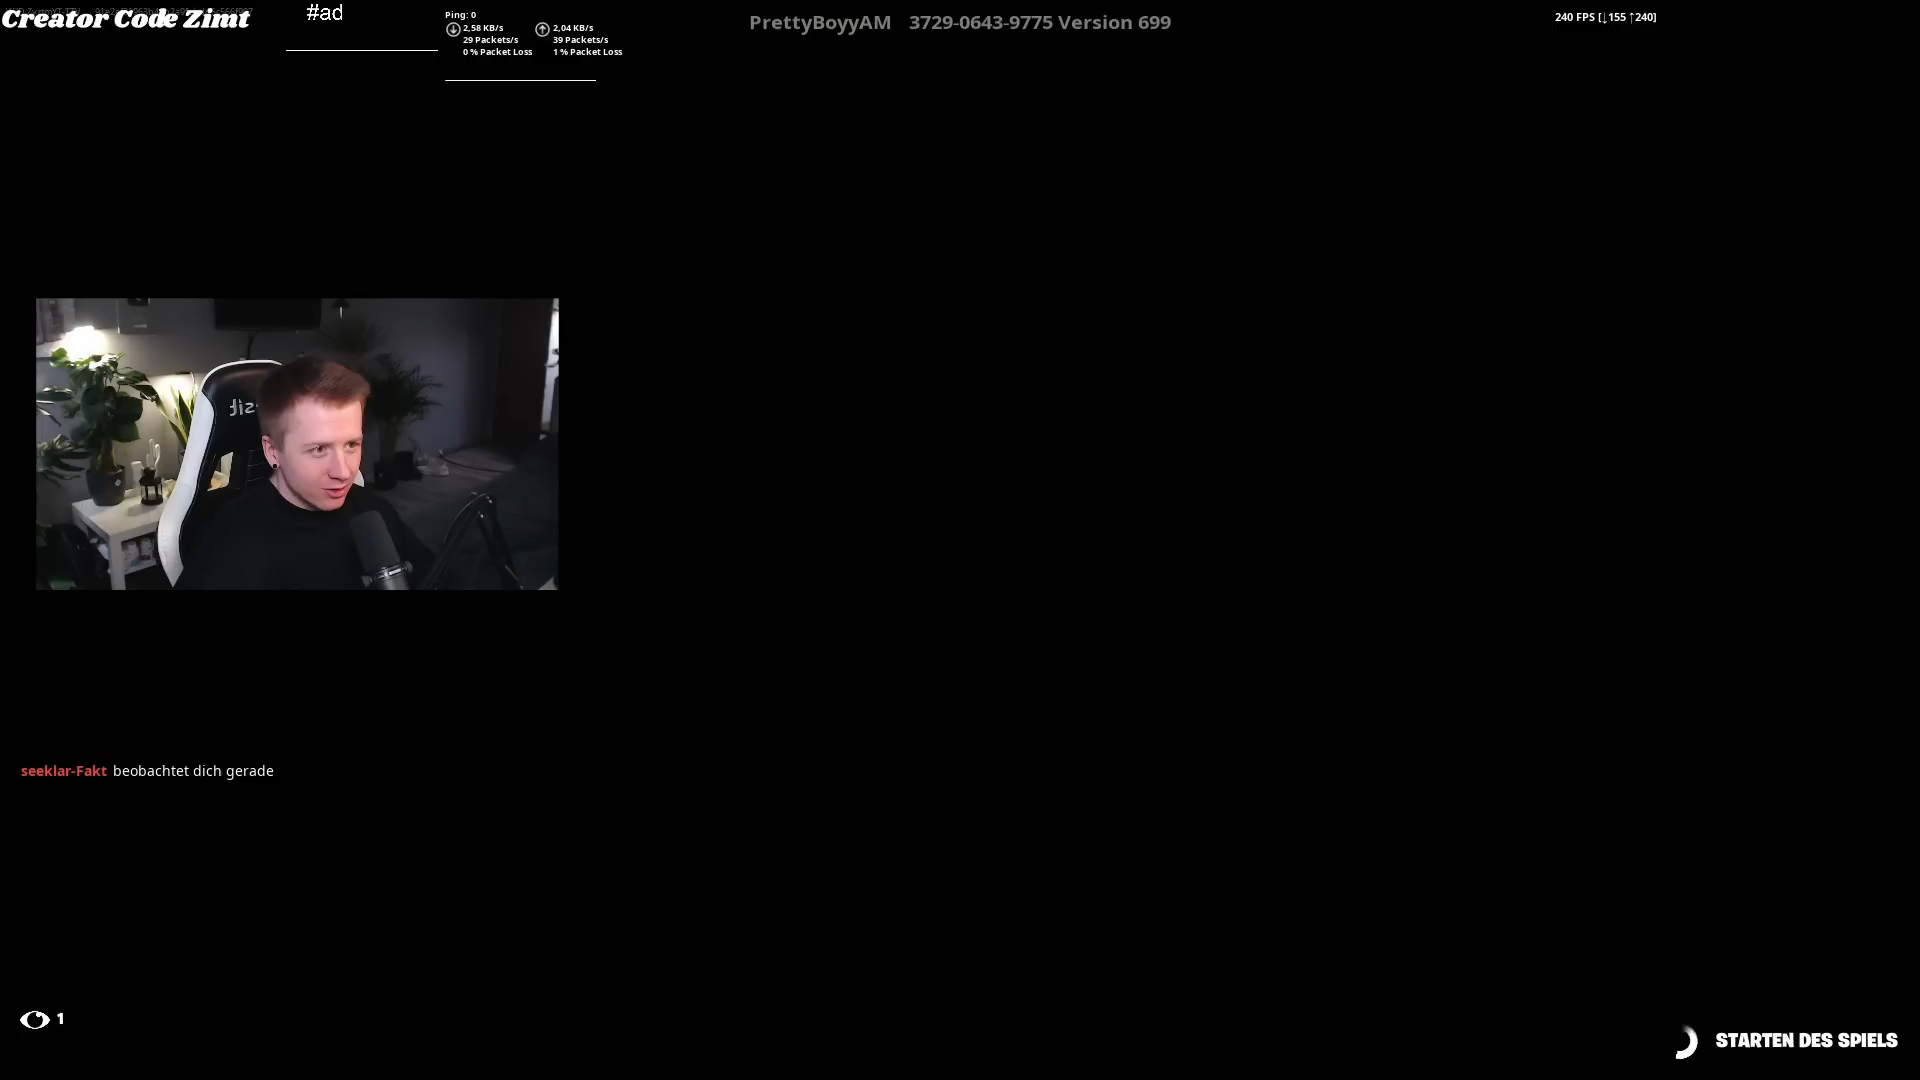 Creator Code Zimt
#ad
Ping: 0
2,58 KB/s
29 Packets/s
0 % Packet Loss
2,04 KB/s
39 Packets/s
1 % Packet Loss
PrettyBoyyAM 3729-0643-9775 Version 699
240 FPS [↓155 ↑240]
seeklar-Fakt beobachtet dich gerade
1
STARTEN DES SPIELS